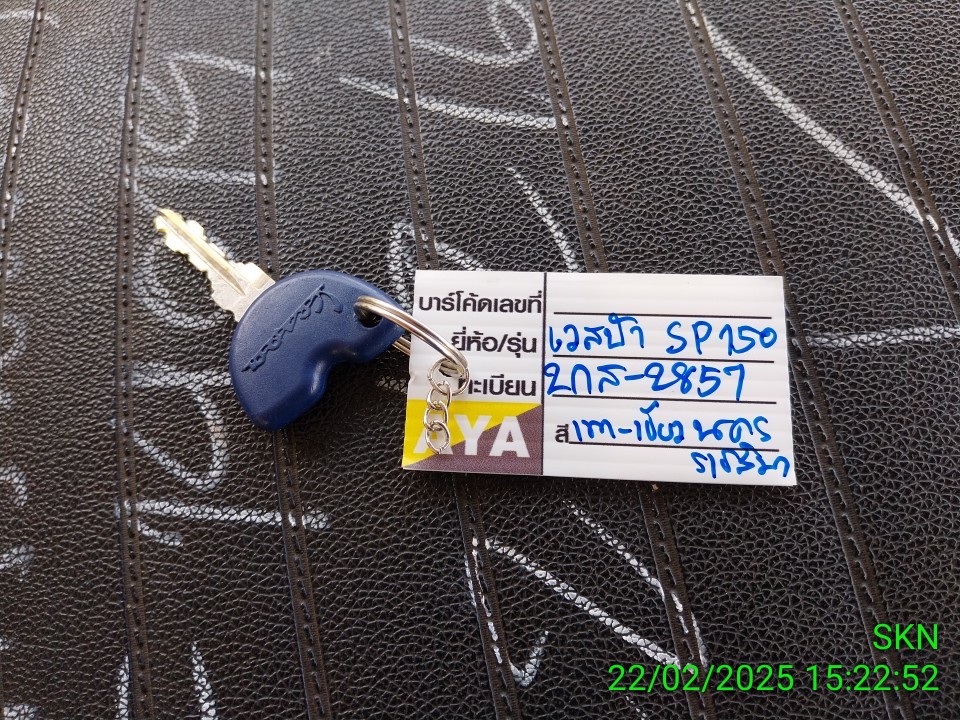 บาร์โค้ดเลขที่
ยี่ห้อ/รุ่น เวสป้า SP150
ะเบียน 2กส-2857
AYA
สี เทา-เขียว นคร
ราชสีมา
vespa
SKN
22/02/2025 15:22:52